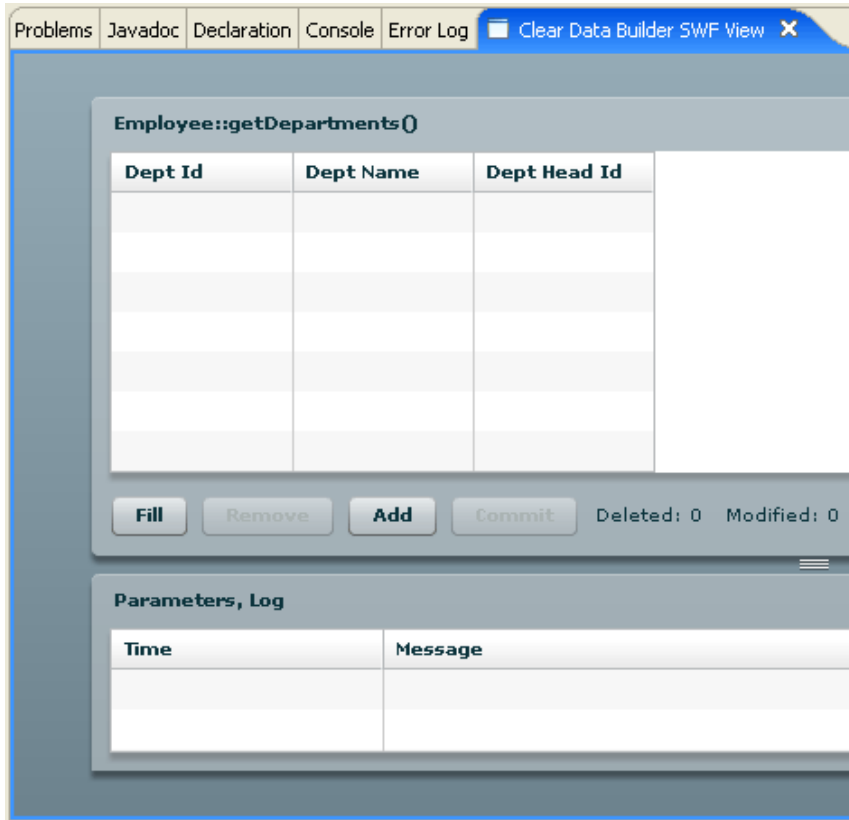 Problems Javadoc Declaration Console Error Log Clear Data Builder SWF View
Employee::getDepartments()
Dept Id Dept Name Dept Head Id
Fill Remove Add Commit Deleted: 0 Modified: 0
Parameters, Log
Time Message